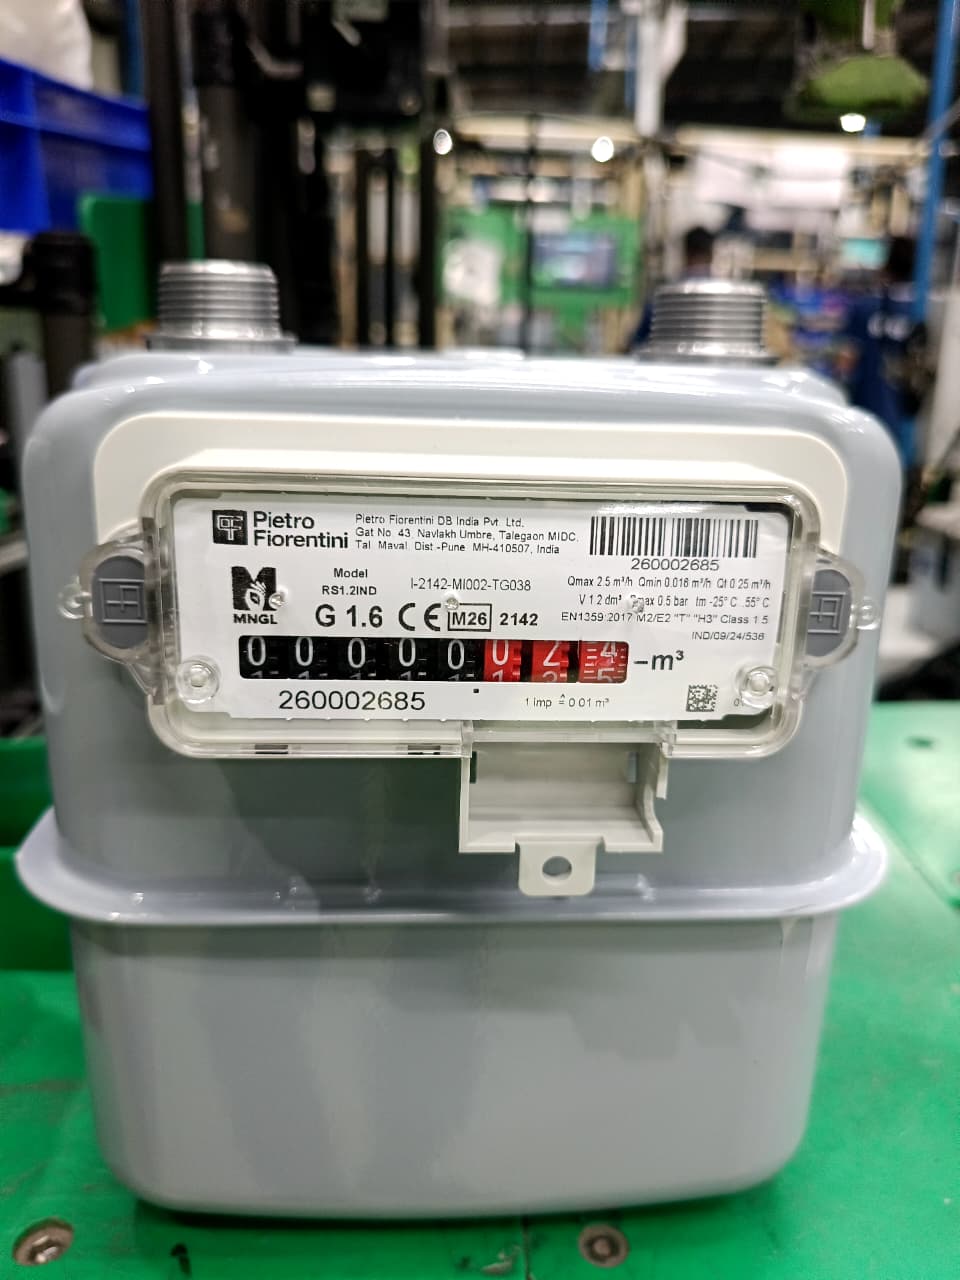 Pietro
Fiorentini
Pietro Fiorentini DB India Pvt. Ltd.
Gat No. 43, Navlakh Umbre, Talegaon MIDC,
Tal. Maval, Dist.-Pune MH-410507, India
260002685
MNGL
Model
RS1.2IND
I-2142-MI002-TG038
G 1.6 CE M26 2142
Qmax 2.5 m³/h Qmin 0.016 m³/h Qt 0.25 m³/h
V 1.2 dm³ Pmax 0.5 bar tm -25° C...55° C
EN1359:2017 M2/E2 "T" "H3" Class 1.5
IND/09/24/536
0 0 0 0 0 0 2 4 -m³
260002685
1 imp ≙ 0.01 m³